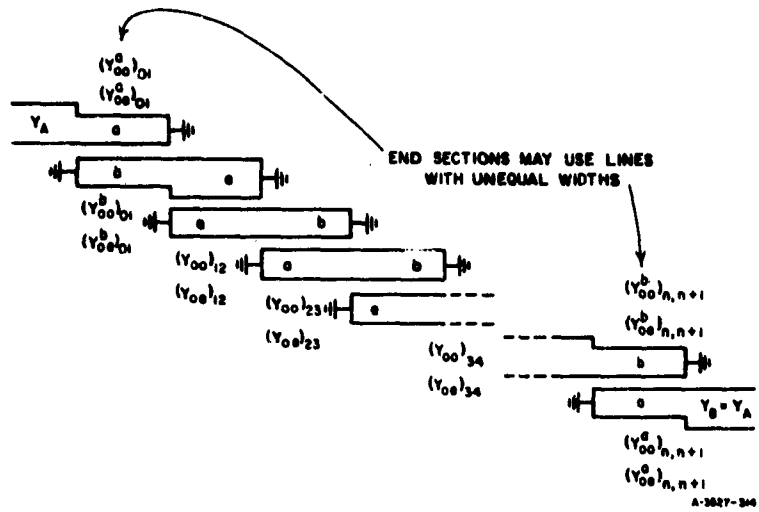 (Y^a_oo)_01
(Y^a_oe)_01
Y_A
a
END SECTIONS MAY USE LINES
WITH UNEQUAL WIDTHS
b
a
(Y^b_oo)_01
(Y^b_oe)_01
a
b
(Y_oo)_12
(Y_oe)_12
a
b
(Y_oo)_23
(Y_oe)_23
a
(Y^b_oo)_n,n+1
(Y^b_oe)_n,n+1
(Y_oo)_34
(Y_oe)_34
b
a
Y_B = Y_A
(Y^a_oo)_n,n+1
(Y^a_oe)_n,n+1
A-3527-344